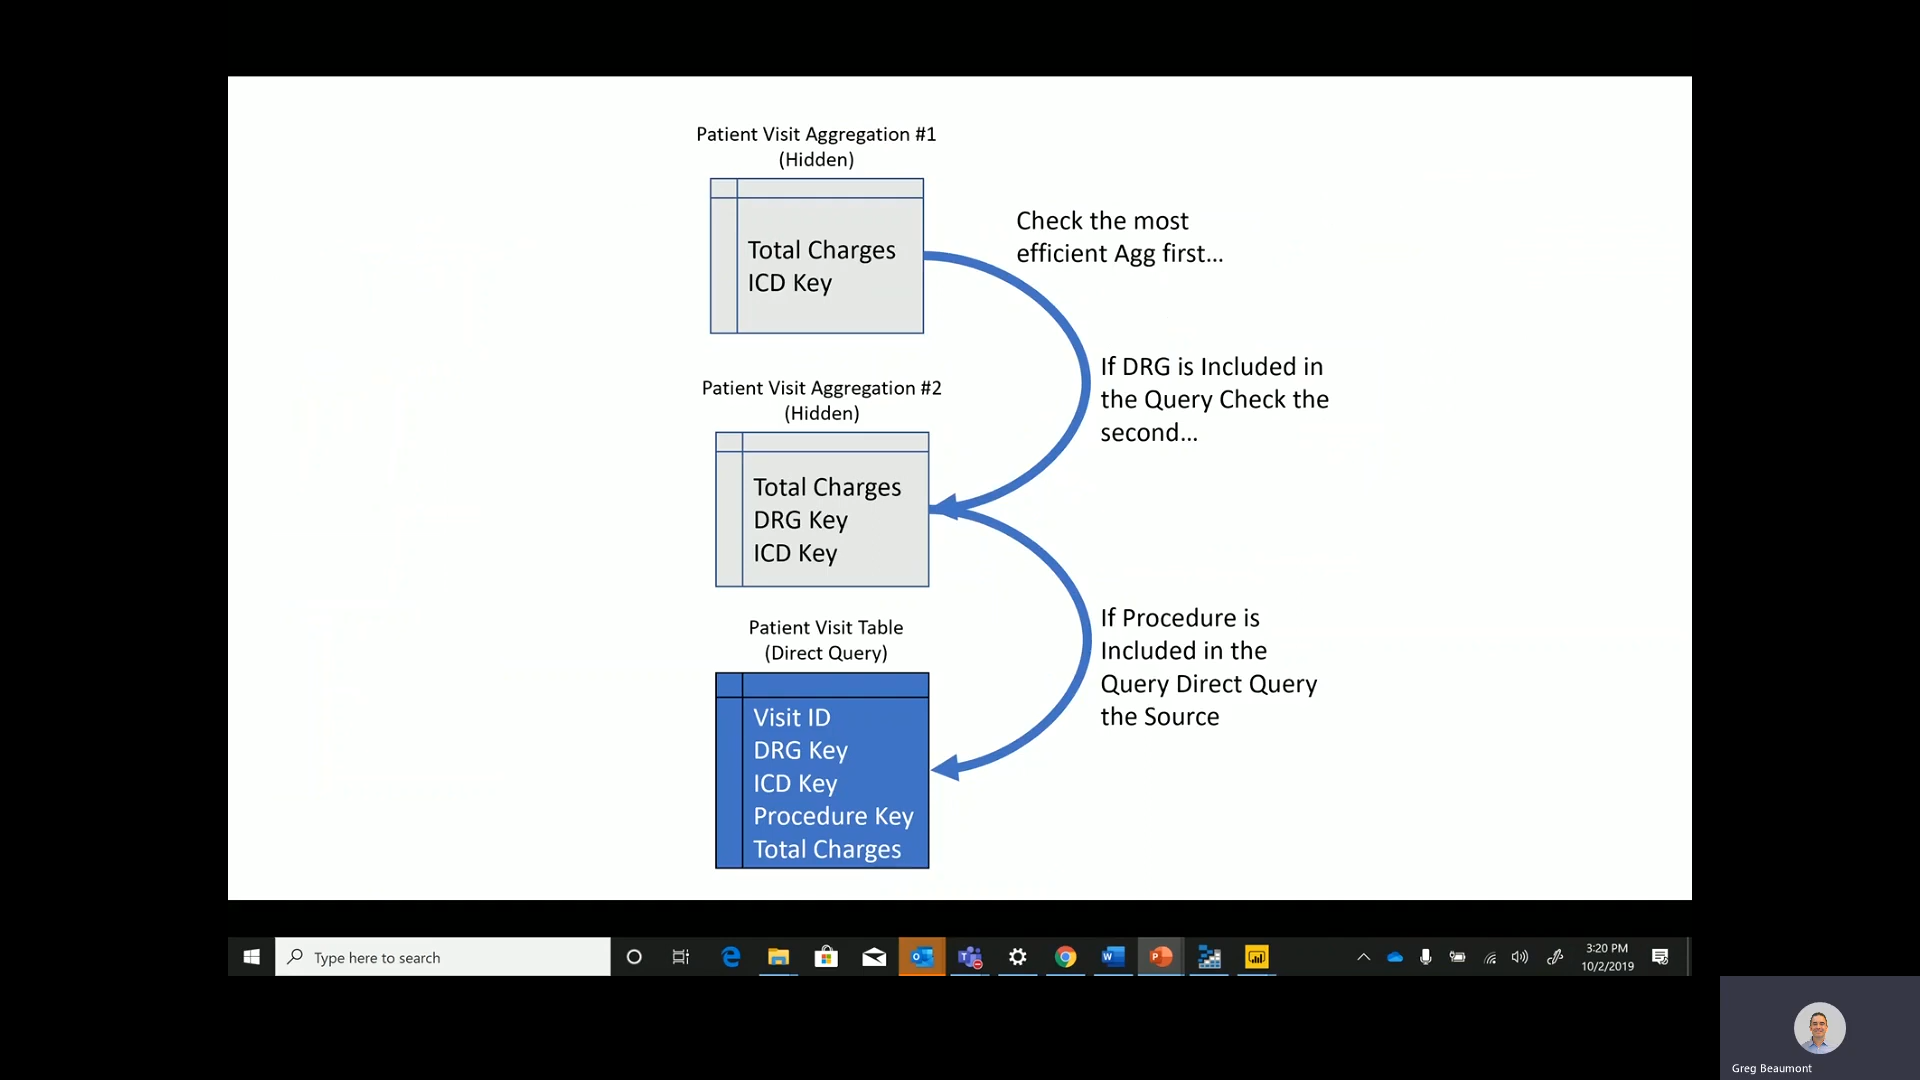 Patient Visit Aggregation #1
(Hidden)
Total Charges
ICD Key
Check the most
efficient Agg first...
If DRG is Included in
the Query Check the
second...
Patient Visit Aggregation #2
(Hidden)
Total Charges
DRG Key
ICD Key
Patient Visit Table
(Direct Query)
Visit ID
DRG Key
ICD Key
Procedure Key
Total Charges
If Procedure is
Included in the
Query Direct Query
the Source
Type here to search
3:20 PM
10/2/2019
Greg Beaumont